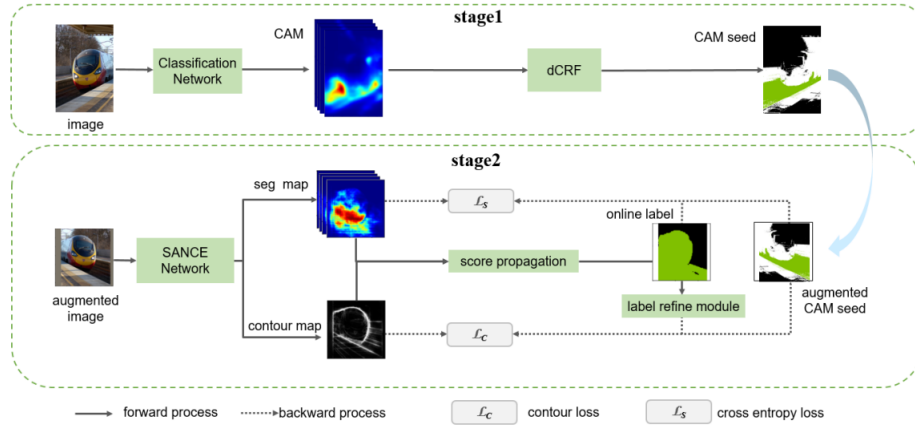 stage1
CAM
CAM seed
Classification
Network
dCRF
image
stage2
seg map
ℒs
online label
SANCE
Network
score propagation
augmented
image
label refine module
augmented
CAM seed
contour map
ℒc
forward process
backward process
ℒc
contour loss
ℒs
cross entropy loss